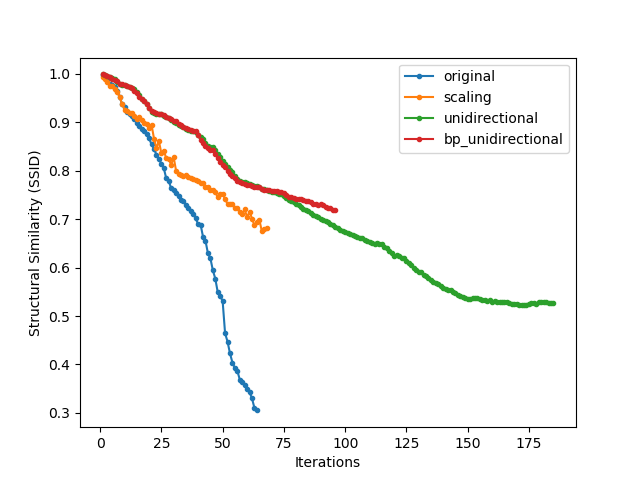 original
scaling
unidirectional
bp_unidirectional
1.0
0.9
0.8
0.7
0.6
0.5
0.4
0.3
Structural Similarity (SSID)
0 25 50 75 100 125 150 175
Iterations